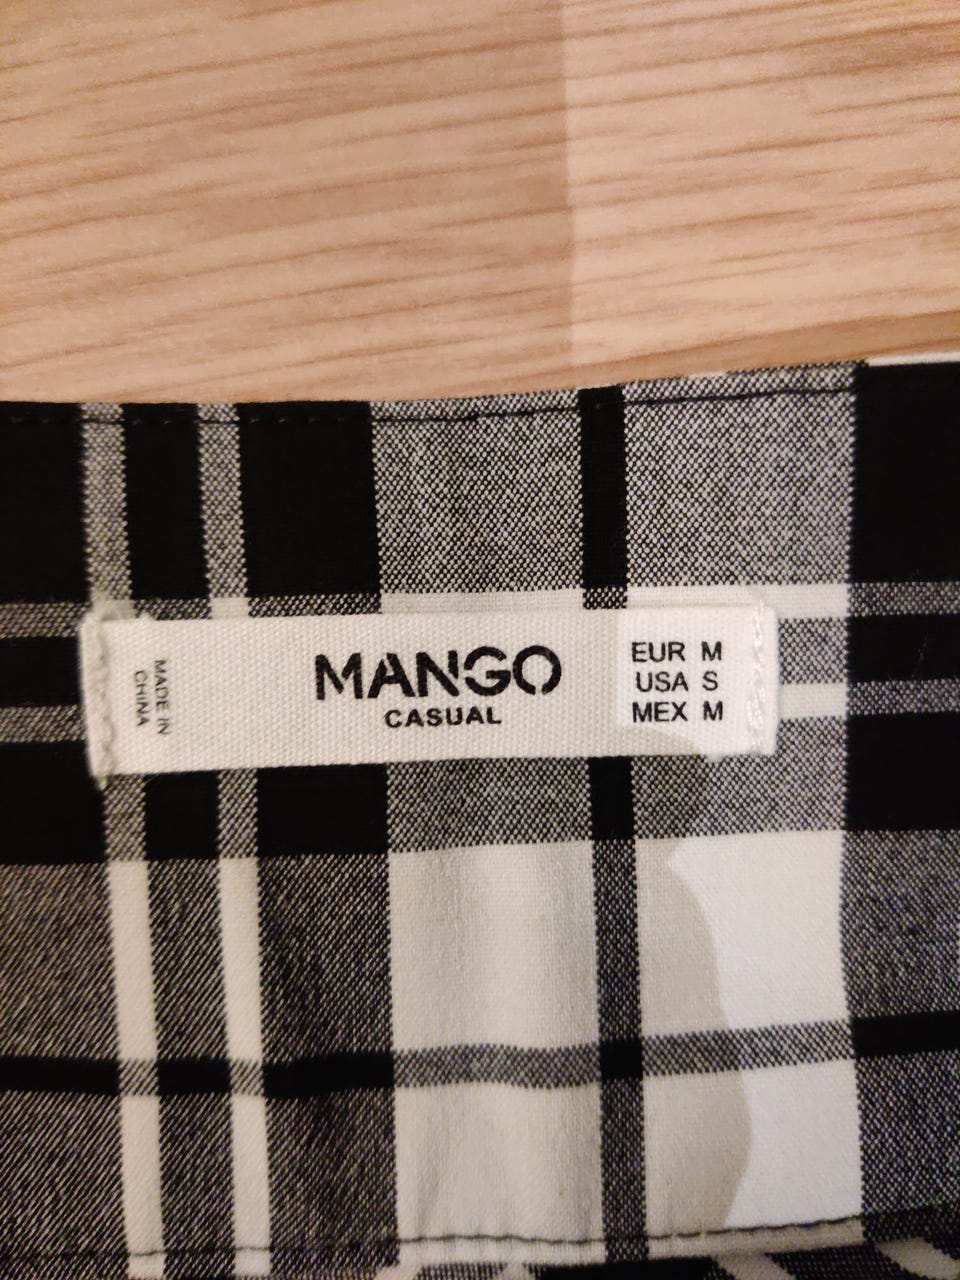 MADE IN
CHINA
MANGO
CASUAL
EUR M
USA S
MEX M